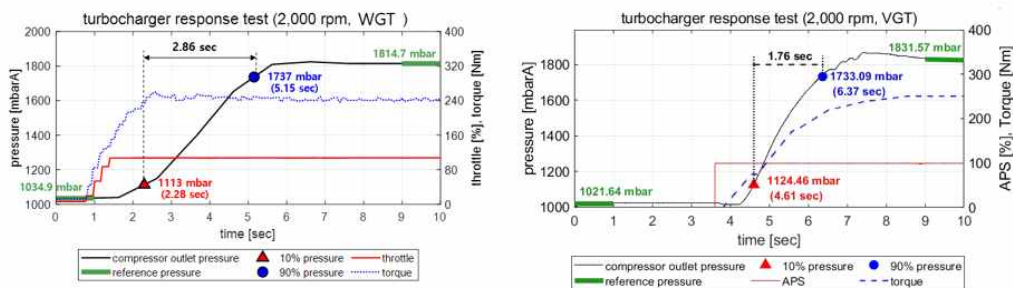 turbocharger response test (2,000 rpm, WGT )
2000
1800
1600
1400
1200
1000
pressure [mbarA]
400
320
240
160
80
0
throttle [%], torque [Nm]
2.86 sec
1814.7 mbar
1737 mbar
(5.15 sec)
1034.9 mbar
1113 mbar
(2.28 sec)
0 1 2 3 4 5 6 7 8 9 10
time [sec]
compressor outlet pressure 10% pressure throttle
reference pressure 90% pressure torque
turbocharger response test (2,000 rpm, VGT)
2000
1800
1600
1400
1200
1000
pressure [mbarA]
400
300
200
100
0
APS [%], Torque [Nm]
1.76 sec
1831.57 mbar
1733.09 mbar
(6.37 sec)
1021.64 mbar
1124.46 mbar
(4.61 sec)
0 1 2 3 4 5 6 7 8 9 10
time [sec]
compressor outlet pressure 10% pressure 90% pressure
reference pressure APS torque